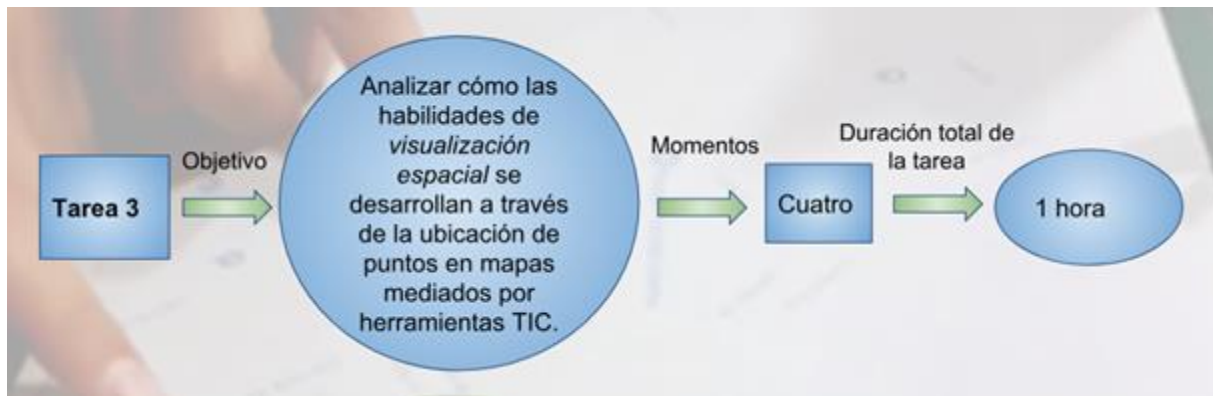 Tarea 3
Objetivo
Analizar cómo las
habilidades de
visualización
espacial se
desarrollan a través
de la ubicación de
puntos en mapas
mediados por
herramientas TIC.
Momentos
Cuatro
Duración total de
la tarea
1 hora